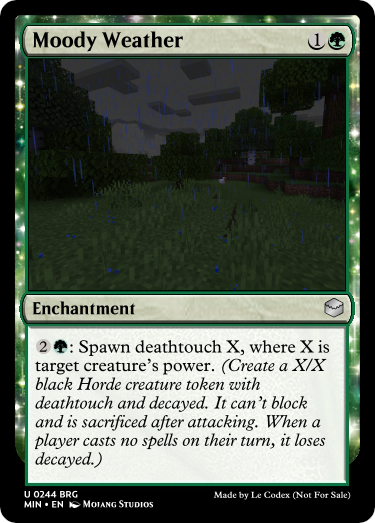 Moody Weather 1
Enchantment
2 : Spawn deathtouch X, where X is
target creature's power. (Create a X/X
black Horde creature token with
deathtouch and decayed. It can't block
and is sacrificed after attacking. When a
player casts no spells on their turn, it loses
decayed.)
U 0244 BRG
MIN • EN Mojang Studios
Made by Le Codex (Not For Sale)